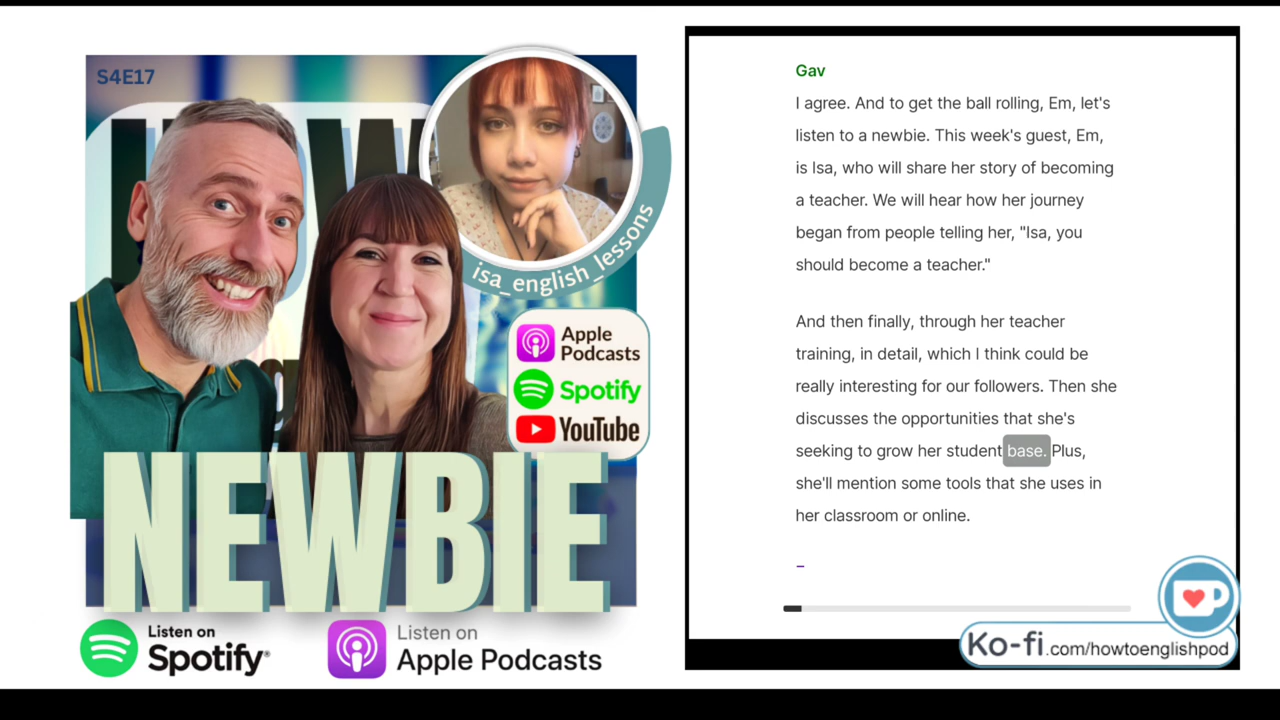 S4E17
isa_english_lessons
Apple
Podcasts
Spotify
YouTube
NEWBIE
Listen on
Spotify®
Listen on
Apple Podcasts
Gav
I agree. And to get the ball rolling, Em, let's
listen to a newbie. This week's guest, Em,
is Isa, who will share her story of becoming
a teacher. We will hear how her journey
began from people telling her, "Isa, you
should become a teacher."
And then finally, through her teacher
training, in detail, which I think could be
really interesting for our followers. Then she
discusses the opportunities that she's
seeking to grow her student base. Plus,
she'll mention some tools that she uses in
her classroom or online.
–
Ko-fi.com/howtoenglishpod